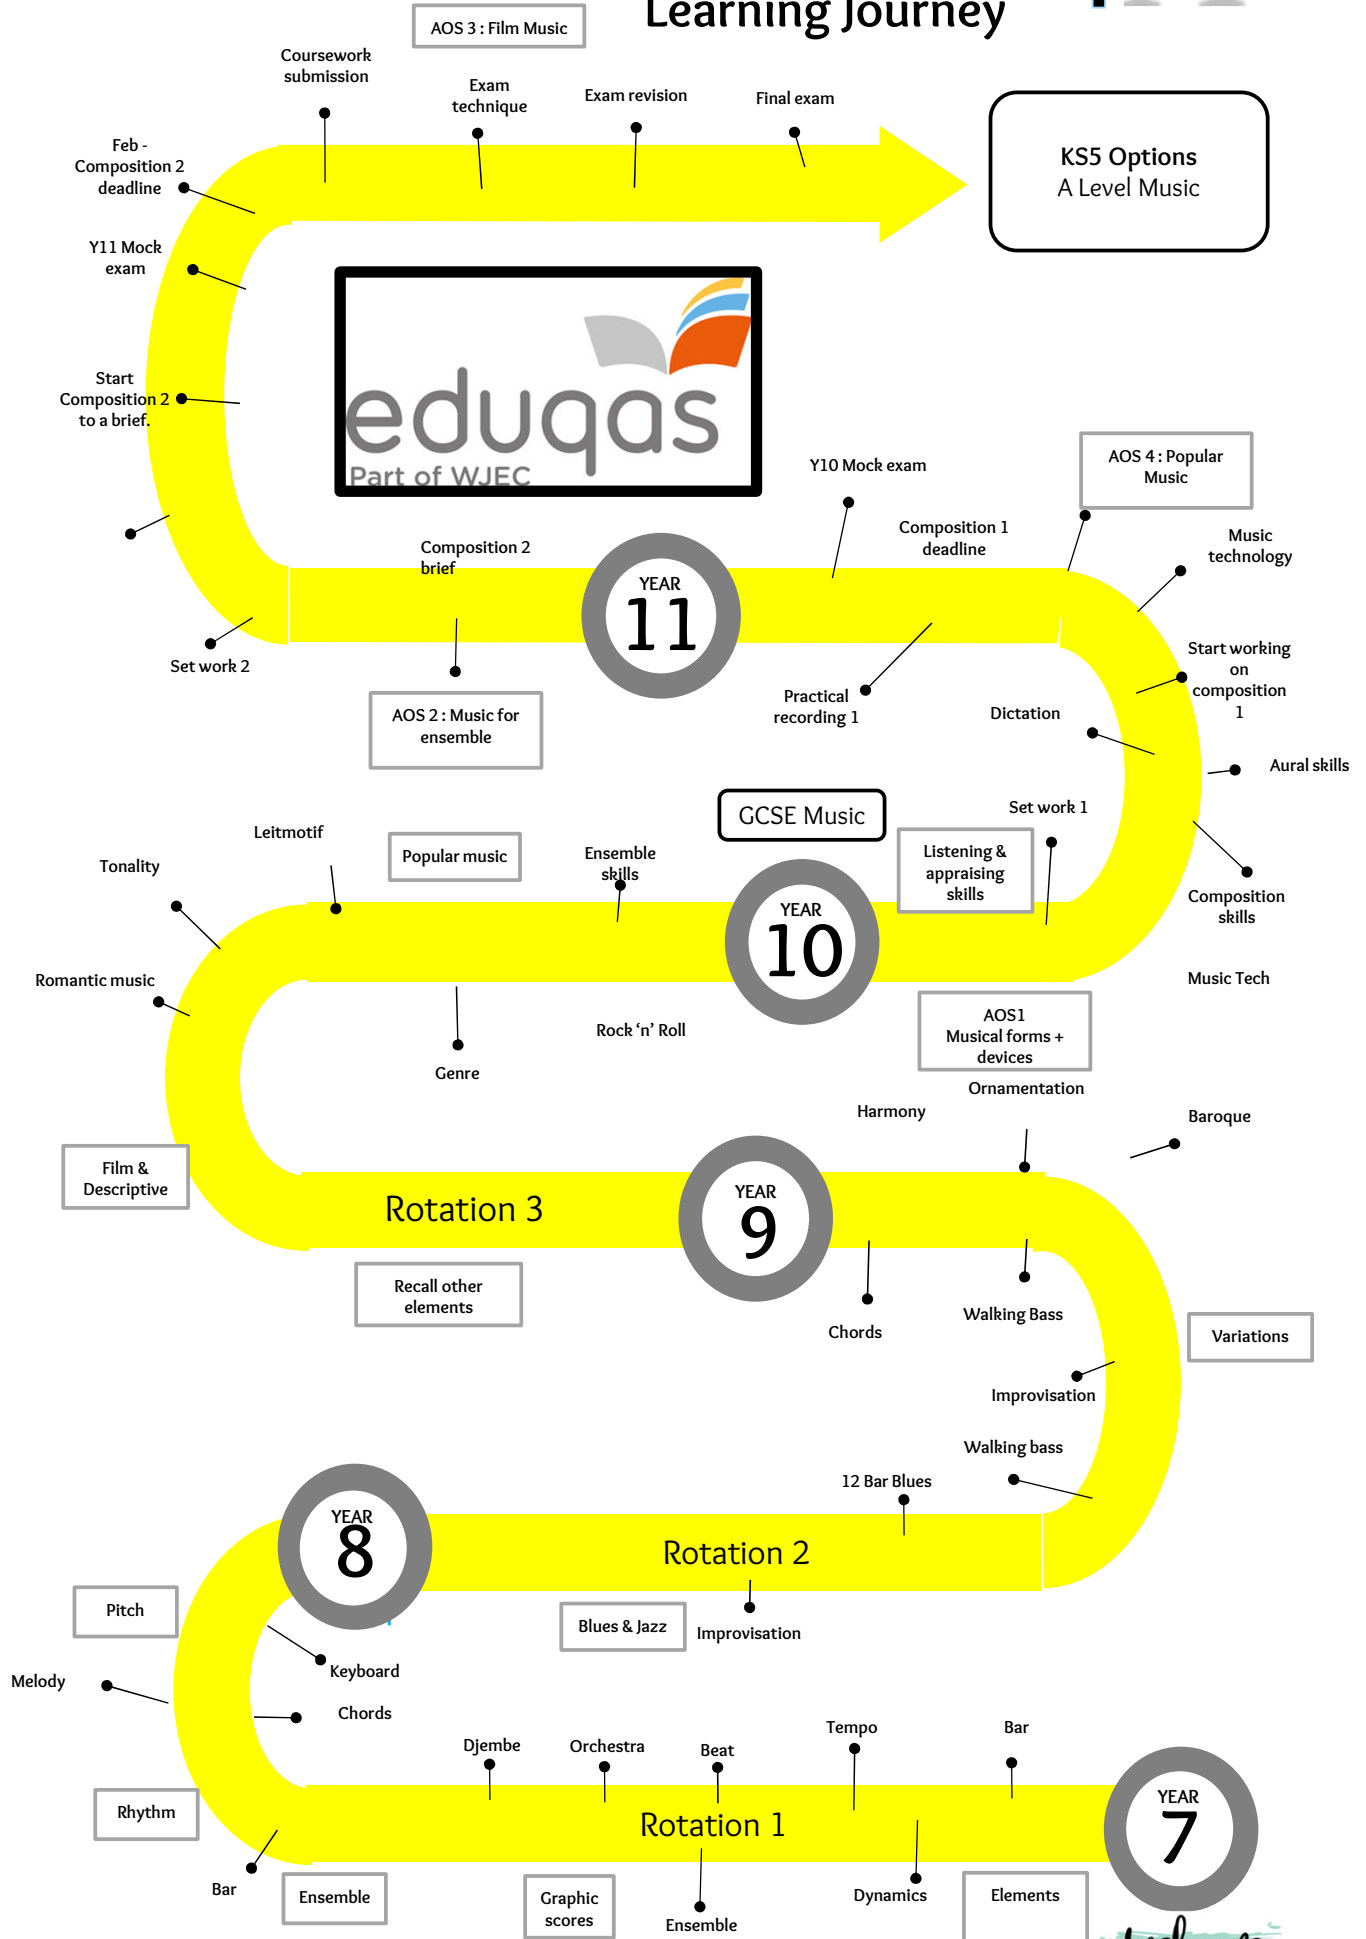 Learning Journey
AOS 3 : Film Music
Coursework
submission
Exam
technique
Exam revision
Final exam
KS5 Options
A Level Music
Feb -
Composition 2
deadline
Y11 Mock
exam
Start
Composition 2
to a brief.
eduqas
Part of WJEC
Y10 Mock exam
AOS 4 : Popular
Music
Composition 1
deadline
Music
technology
Composition 2
brief
YEAR
11
Set work 2
AOS 2 : Music for
ensemble
Practical
recording 1
Start working
on
composition
1
Dictation
Aural skills
GCSE Music
Set work 1
Leitmotif
Popular music
Ensemble
skills
Listening &
appraising
skills
Tonality
YEAR
10
Composition
skills
Romantic music
Music Tech
Rock ‘n’ Roll
AOS1
Musical forms +
devices
Genre
Ornamentation
Harmony
Baroque
Film &
Descriptive
Rotation 3
YEAR
9
Recall other
elements
Chords
Walking Bass
Variations
Improvisation
Walking bass
12 Bar Blues
YEAR
8
Rotation 2
Pitch
Blues & Jazz
Improvisation
Keyboard
Melody
Chords
Djembe
Orchestra
Beat
Tempo
Bar
Rhythm
Rotation 1
YEAR
7
Bar
Ensemble
Graphic
scores
Ensemble
Dynamics
Elements